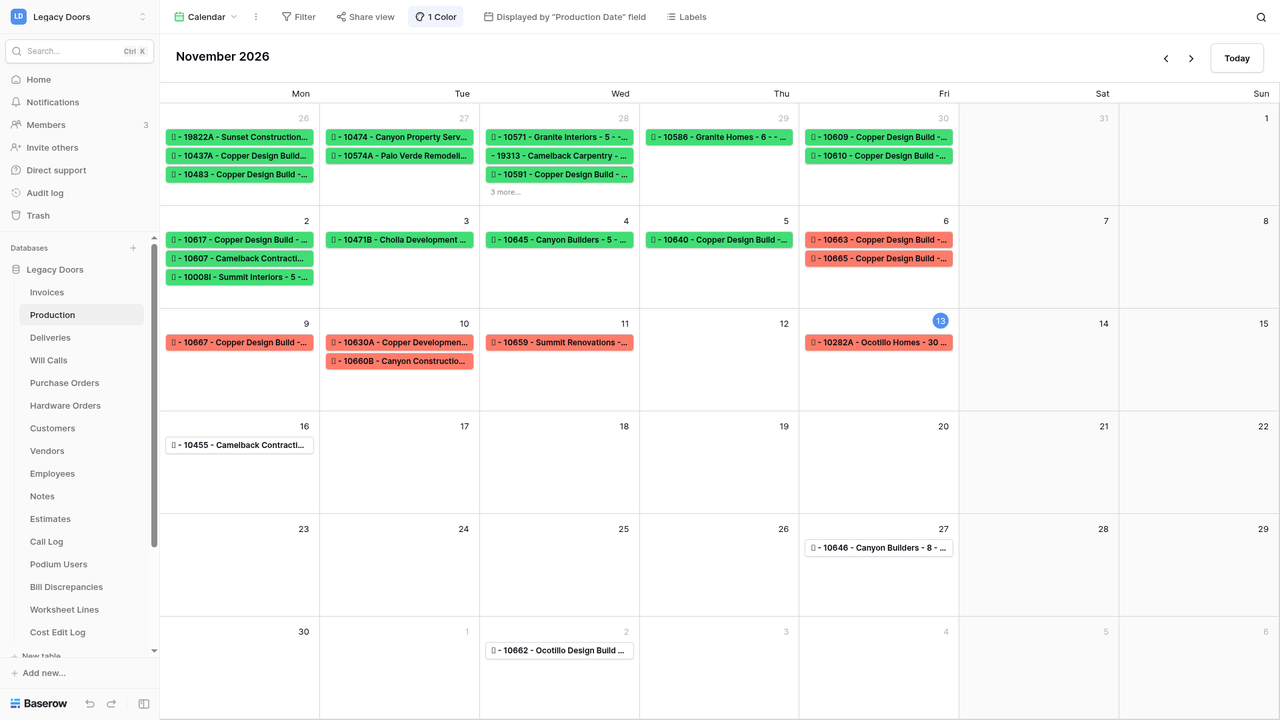 LD Legacy Doors
Calendar
Filter
Share view
1 Color
Displayed by "Production Date" field
Labels
Search... Ctrl K
Home
Notifications
Members 3
Invite others
Direct support
Audit log
Trash
Databases
Legacy Doors
Invoices
Production
Deliveries
Will Calls
Purchase Orders
Hardware Orders
Customers
Vendors
Employees
Notes
Estimates
Call Log
Podium Users
Bill Discrepancies
Worksheet Lines
Cost Edit Log
New table
Add new...
Baserow
November 2026
Today
Mon Tue Wed Thu Fri Sat Sun
26 27 28 29 30 31 1
- 19822A - Sunset Construction...
- 10437A - Copper Design Build...
- 10483 - Copper Design Build -...
- 10474 - Canyon Property Serv...
- 10574A - Palo Verde Remodell...
- 10571 - Granite Interiors - 5 - -...
- 19313 - Camelback Carpentry - ...
- 10591 - Copper Design Build - ...
3 more...
- 10586 - Granite Homes - 6 - - ...
- 10609 - Copper Design Build -...
- 10610 - Copper Design Build -...
2 3 4 5 6 7 8
- 10617 - Copper Design Build - ...
- 10607 - Camelback Contracti...
- 10008I - Summit Interiors - 5 -...
- 10471B - Cholla Development ...
- 10645 - Canyon Builders - 5 - ...
- 10640 - Copper Design Build -...
- 10663 - Copper Design Build -...
- 10665 - Copper Design Build -...
9 10 11 12 13 14 15
- 10667 - Copper Design Build -...
- 10630A - Copper Developmen...
- 10660B - Canyon Constructio...
- 10659 - Summit Renovations -...
- 10282A - Ocotillo Homes - 30 ...
16 17 18 19 20 21 22
- 10455 - Camelback Contracti...
23 24 25 26 27 28 29
- 10646 - Canyon Builders - 8 - ...
30 1 2 3 4 5 6
- 10662 - Ocotillo Design Build ...